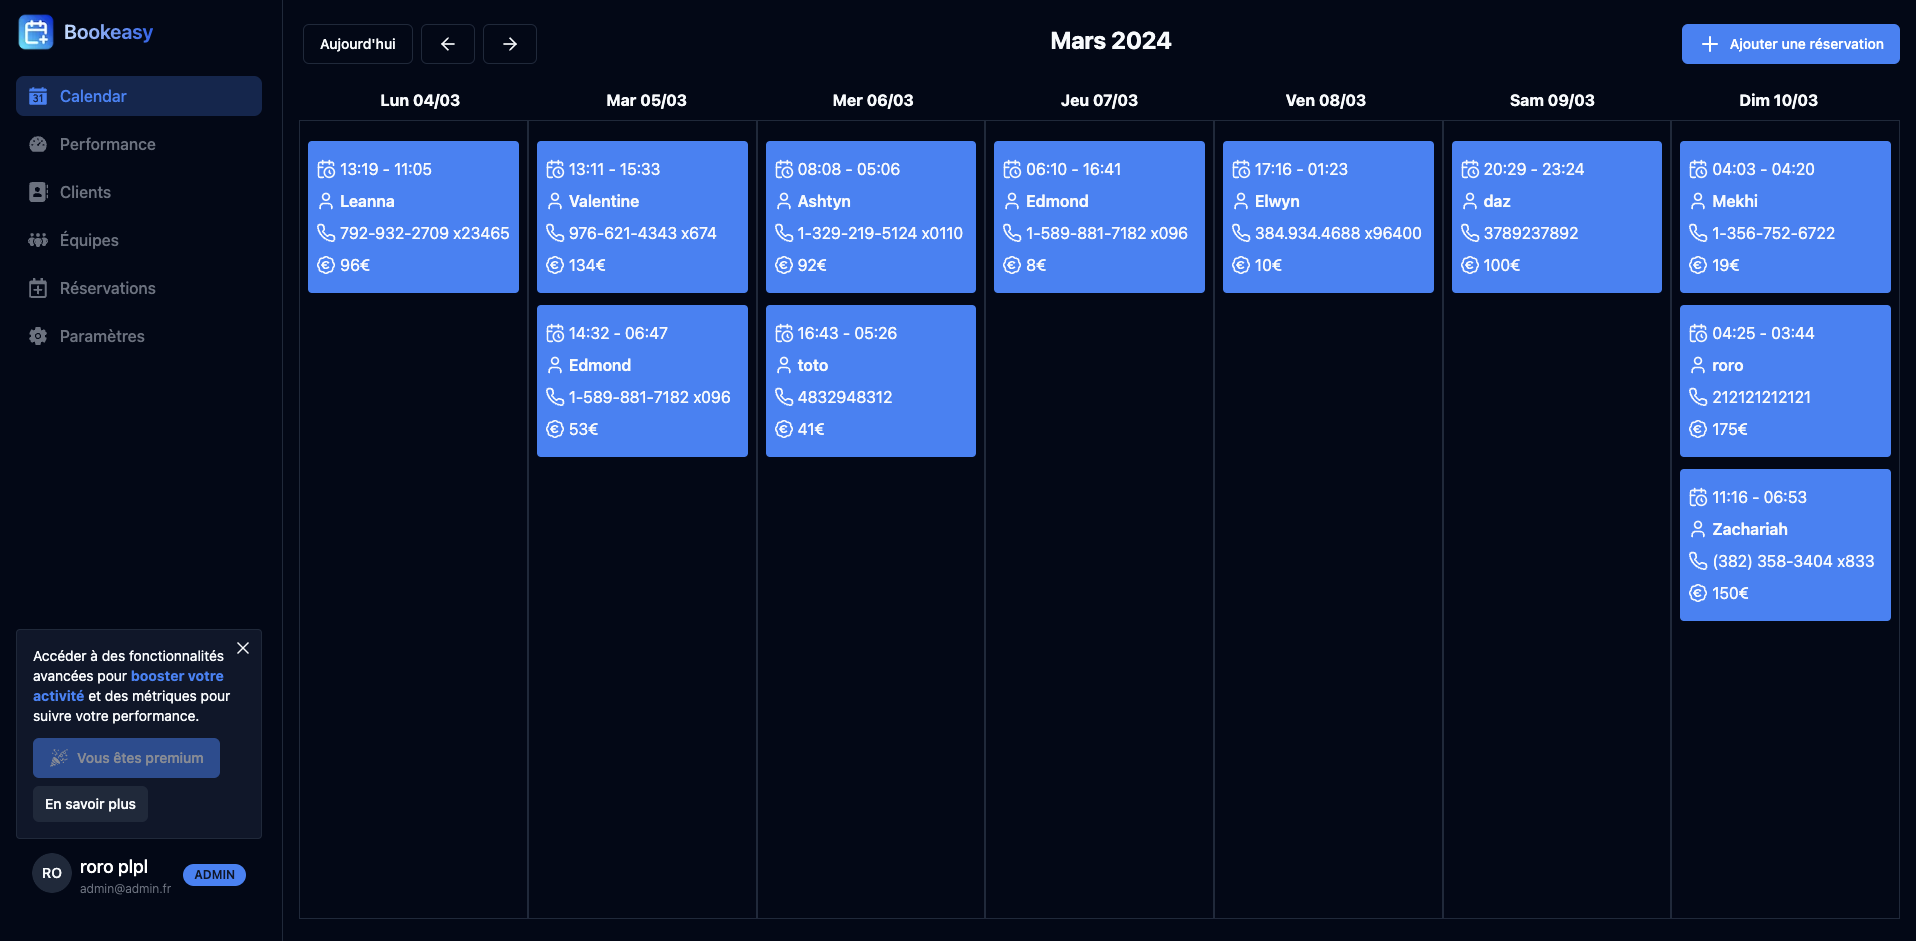 Bookeasy
Calendar
Performance
Clients
Équipes
Réservations
Paramètres
Accéder à des fonctionnalités
avancées pour booster votre
activité et des métriques pour
suivre votre performance.
Vous êtes premium
En savoir plus
RO
roro plpl
admin@admin.fr
ADMIN
Aujourd'hui
Mars 2024
Ajouter une réservation
Lun 04/03
Mar 05/03
Mer 06/03
Jeu 07/03
Ven 08/03
Sam 09/03
Dim 10/03
13:19 - 11:05
Leanna
792-932-2709 x23465
96€
13:11 - 15:33
Valentine
976-621-4343 x674
134€
14:32 - 06:47
Edmond
1-589-881-7182 x096
53€
08:08 - 05:06
Ashtyn
1-329-219-5124 x0110
92€
16:43 - 05:26
toto
4832948312
41€
06:10 - 16:41
Edmond
1-589-881-7182 x096
8€
17:16 - 01:23
Elwyn
384.934.4688 x96400
10€
20:29 - 23:24
daz
3789237892
100€
04:03 - 04:20
Mekhi
1-356-752-6722
19€
04:25 - 03:44
roro
212121212121
175€
11:16 - 06:53
Zachariah
(382) 358-3404 x833
150€